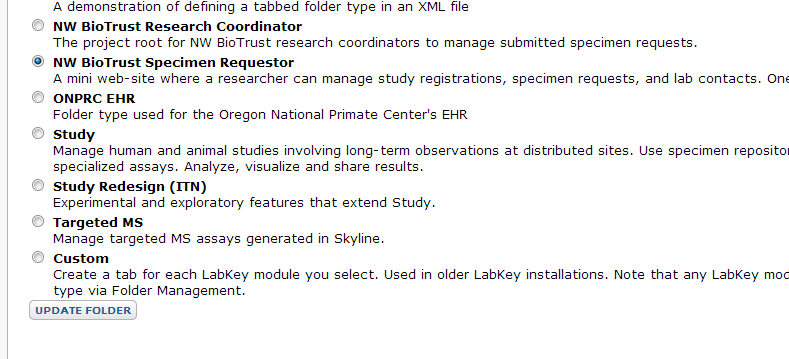 A demonstration of defining a tabbed folder type in an XML file
NW BioTrust Research Coordinator
The project root for NW BioTrust research coordinators to manage submitted specimen requests.
NW BioTrust Specimen Requestor
A mini web-site where a researcher can manage study registrations, specimen requests, and lab contacts. One
ONPRC EHR
Folder type used for the Oregon National Primate Center's EHR
Study
Manage human and animal studies involving long-term observations at distributed sites. Use specimen reposito
specialized assays. Analyze, visualize and share results.
Study Redesign (ITN)
Experimental and exploratory features that extend Study.
Targeted MS
Manage targeted MS assays generated in Skyline.
Custom
Create a tab for each LabKey module you select. Used in older LabKey installations. Note that any LabKey mod
type via Folder Management.
UPDATE FOLDER